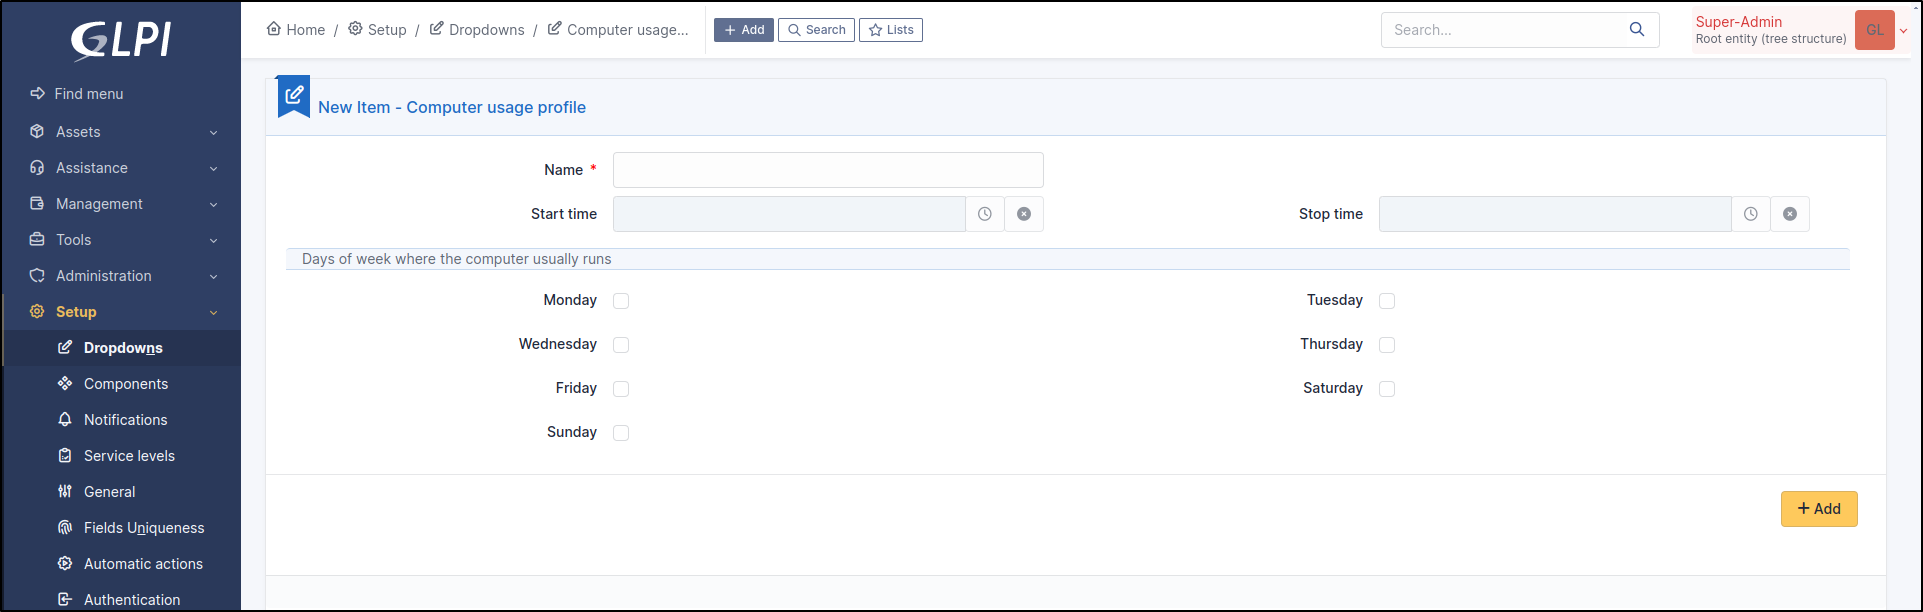 GLPI
Home / Setup / Dropdowns / Computer usage...
Add
Search
Lists
Search...
Super-Admin
Root entity (tree structure)
GL
Find menu
Assets
Assistance
Management
Tools
Administration
Setup
Dropdowns
Components
Notifications
Service levels
General
Fields Uniqueness
Automatic actions
Authentication
New Item - Computer usage profile
Name *
Start time
Stop time
Days of week where the computer usually runs
Monday
Tuesday
Wednesday
Thursday
Friday
Saturday
Sunday
+ Add